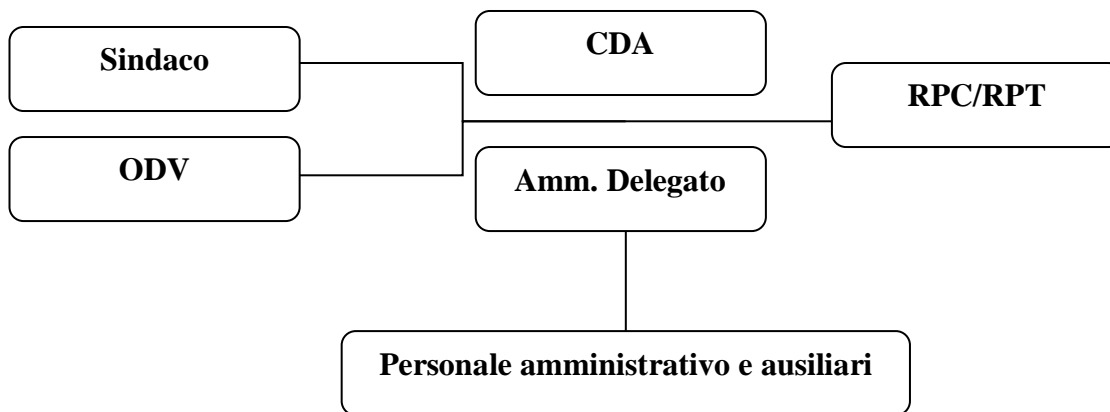 CDA
Sindaco
RPC/RPT
ODV
Amm. Delegato
Personale amministrativo e ausiliari